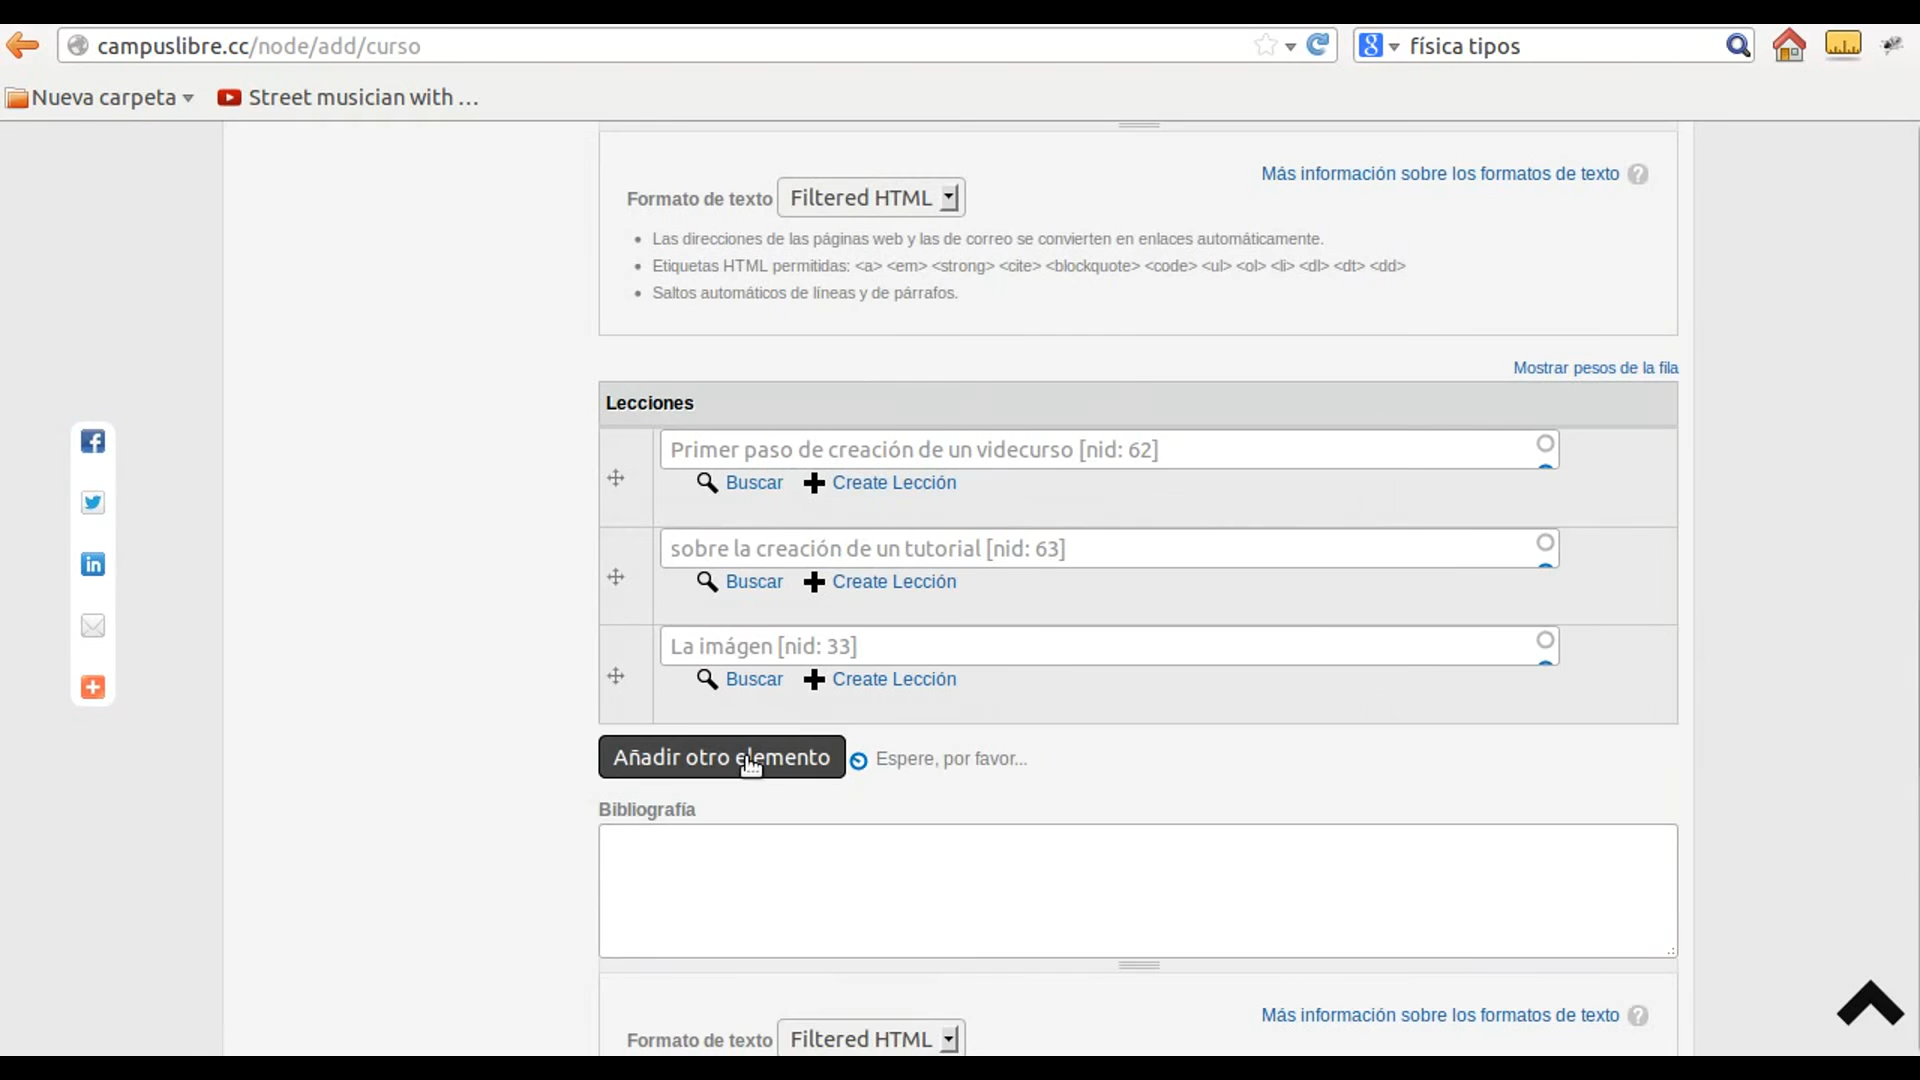 campuslibre.cc/node/add/curso
física tipos
Nueva carpeta
Street musician with ...
Más información sobre los formatos de texto
Formato de texto Filtered HTML
Las direcciones de las páginas web y las de correo se convierten en enlaces automáticamente.
Etiquetas HTML permitidas: <a> <em> <strong> <cite> <blockquote> <code> <ul> <ol> <li> <dl> <dt> <dd>
Saltos automáticos de líneas y de párrafos.
Mostrar pesos de la fila
Lecciones
Primer paso de creación de un videcurso [nid: 62]
Buscar Create Lección
sobre la creación de un tutorial [nid: 63]
Buscar Create Lección
La imágen [nid: 33]
Buscar Create Lección
Añadir otro elemento Espere, por favor...
Bibliografía
Más información sobre los formatos de texto
Formato de texto Filtered HTML